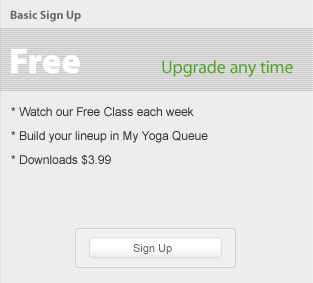 Basic Sign Up
Free Upgrade any time
* Watch our Free Class each week
* Build your lineup in My Yoga Queue
* Downloads $3.99
Sign Up